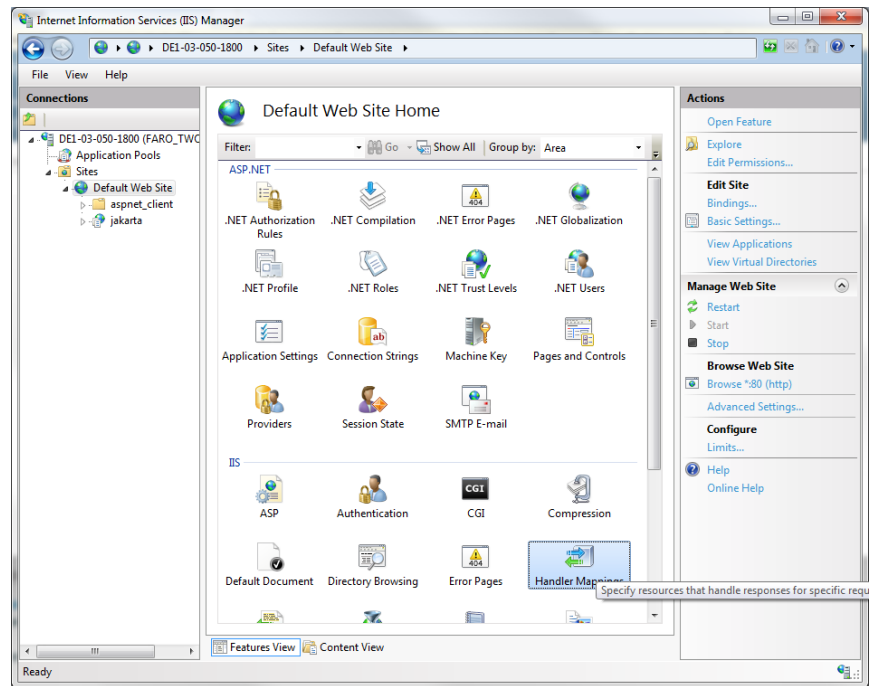 Internet Information Services (IIS) Manager
DE1-03-050-1800 Sites Default Web Site
File View Help
Connections
DE1-03-050-1800 (FARO_TWO
Application Pools
Sites
Default Web Site
aspnet_client
jakarta
Default Web Site Home
Filter: Go Show All Group by: Area
ASP.NET
.NET Authorization Rules
.NET Compilation
.NET Error Pages
.NET Globalization
.NET Profile
.NET Roles
.NET Trust Levels
.NET Users
Application Settings
Connection Strings
Machine Key
Pages and Controls
Providers
Session State
SMTP E-mail
IIS
ASP
Authentication
CGI
CGI
Compression
Default Document
Directory Browsing
404
Error Pages
Handler Mappings
Specify resources that handle responses for specific requ
Features View
Content View
Actions
Open Feature
Explore
Edit Permissions...
Edit Site
Bindings...
Basic Settings...
View Applications
View Virtual Directories
Manage Web Site
Restart
Start
Stop
Browse Web Site
Browse *:80 (http)
Advanced Settings...
Configure
Limits...
Help
Online Help
Ready